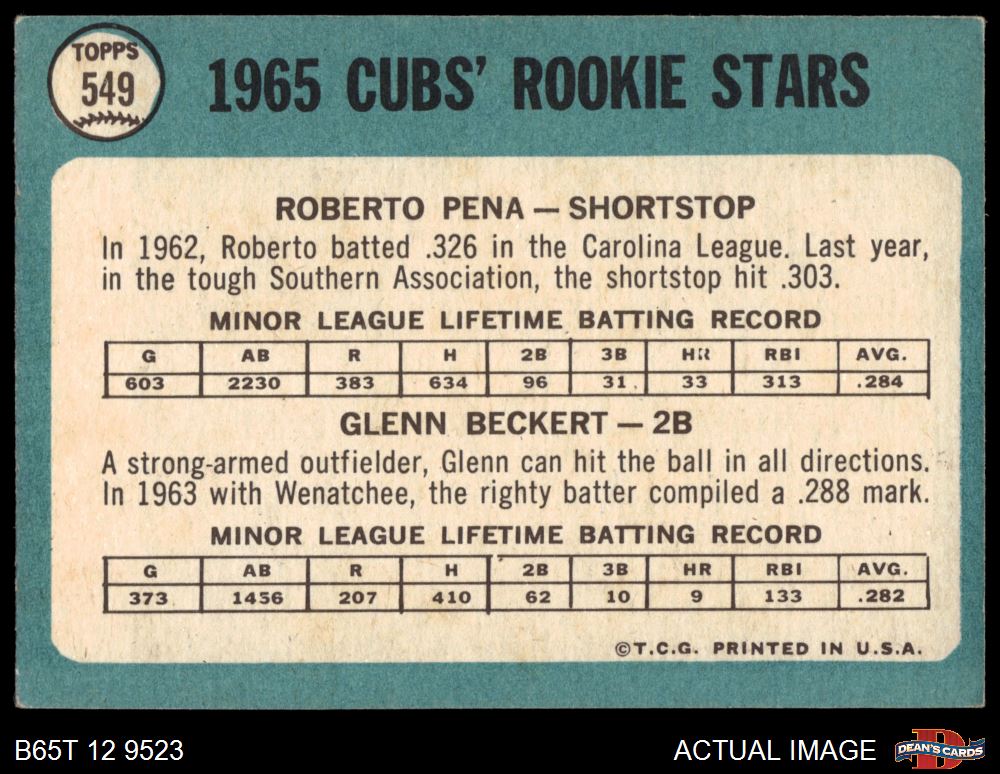 TOPPS
549
1965 CUBS' ROOKIE STARS
ROBERTO PENA — SHORTSTOP
In 1962, Roberto batted .326 in the Carolina League. Last year,
in the tough Southern Association, the shortstop hit .303.
MINOR LEAGUE LIFETIME BATTING RECORD
G AB R H 2B 3B HR RBI AVG.
603 2230 383 634 96 31 33 313 .284
GLENN BECKERT — 2B
A strong-armed outfielder, Glenn can hit the ball in all directions.
In 1963 with Wenatchee, the righty batter compiled a .288 mark.
MINOR LEAGUE LIFETIME BATTING RECORD
G AB R H 2B 3B HR RBI AVG.
373 1456 207 410 62 10 9 133 .282
©T.C.G. PRINTED IN U.S.A.
B65T 12 9523
ACTUAL IMAGE
D
DEAN'S CARDS